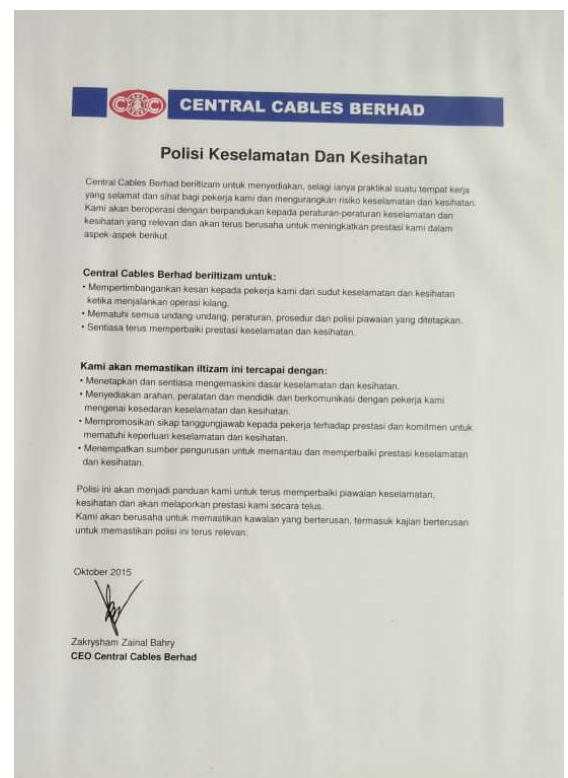 CCC
CENTRAL CABLES BERHAD
Polisi Keselamatan Dan Kesihatan
Central Cables Berhad beriltizam untuk menyediakan, selagi ianya praktikal suatu tempat kerja
yang selamat dan sihat bagi pekerja kami dan mengurangkan risiko keselamatan dan kesihatan.
Kami akan beroperasi dengan berpandukan kepada peraturan-peraturan keselamatan dan
kesihatan yang relevan dan akan terus berusaha untuk meningkatkan prestasi kami dalam
aspek-aspek berikut.
Central Cables Berhad beriltizam untuk:
• Mempertimbangankan kesan kepada pekerja kami dari sudut keselamatan dan kesihatan
ketika menjalankan operasi kilang.
• Mematuhi semua undang-undang, peraturan, prosedur dan polisi piawaian yang ditetapkan.
• Sentiasa terus memperbaiki prestasi keselamatan dan kesihatan.
Kami akan memastikan iltizam ini tercapai dengan:
• Menetapkan dan sentiasa mengemaskini dasar keselamatan dan kesihatan.
• Menyediakan arahan, peralatan dan mendidik dan berkomunikasi dengan pekerja kami
mengenai kesedaran keselamatan dan kesihatan.
• Mempromosikan sikap tanggungjawab kepada pekerja terhadap prestasi dan komitmen untuk
mematuhi keperluan keselamatan dan kesihatan.
• Menempatkan sumber pengurusan untuk memantau dan memperbaiki prestasi keselamatan
dan kesihatan.
Polisi ini akan menjadi panduan kami untuk terus memperbaiki piawaian keselamatan,
kesihatan dan akan melaporkan prestasi kami secara telus.
Kami akan berusaha untuk memastikan kawalan yang berterusan, termasuk kajian berterusan
untuk memastikan polisi ini terus relevan.
Oktober 2015
Zakrysham Zainal Bahry
CEO Central Cables Berhad